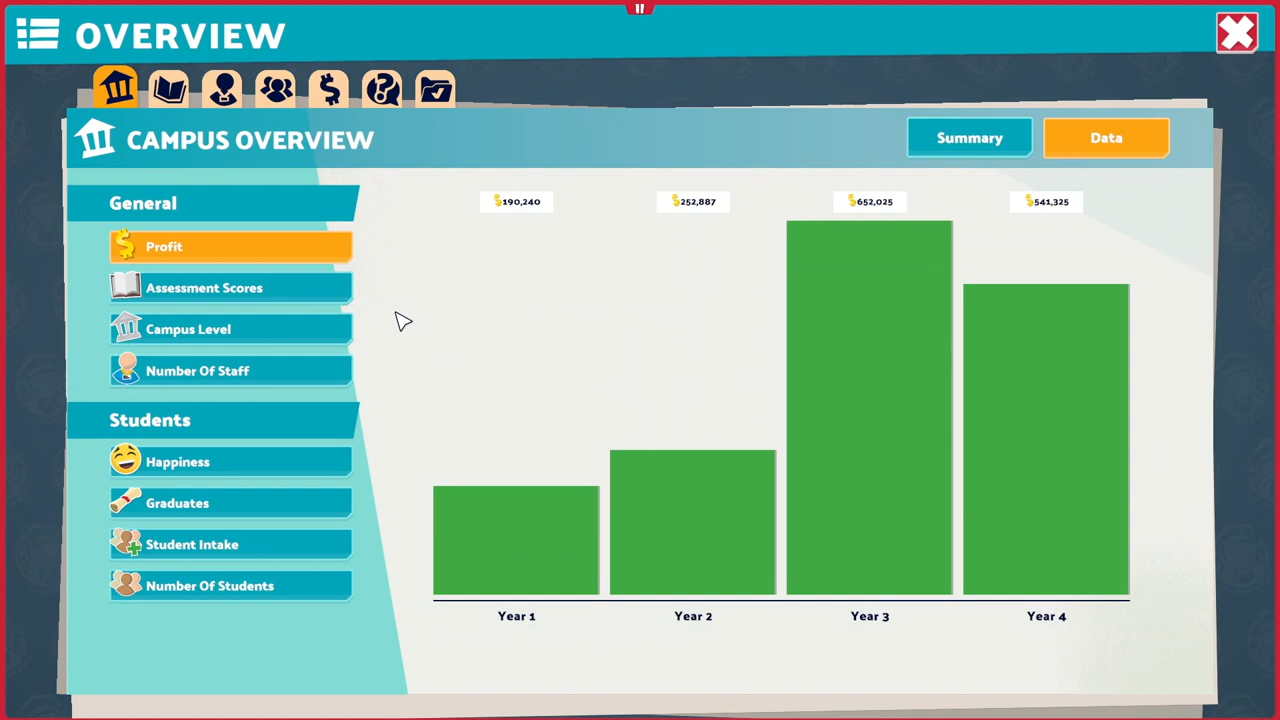 OVERVIEW
CAMPUS OVERVIEW
Summary
Data
General
Profit
Assessment Scores
Campus Level
Number Of Staff
Students
Happiness
Graduates
Student Intake
Number Of Students
$190,240
$252,887
$652,025
$541,325
Year 1
Year 2
Year 3
Year 4